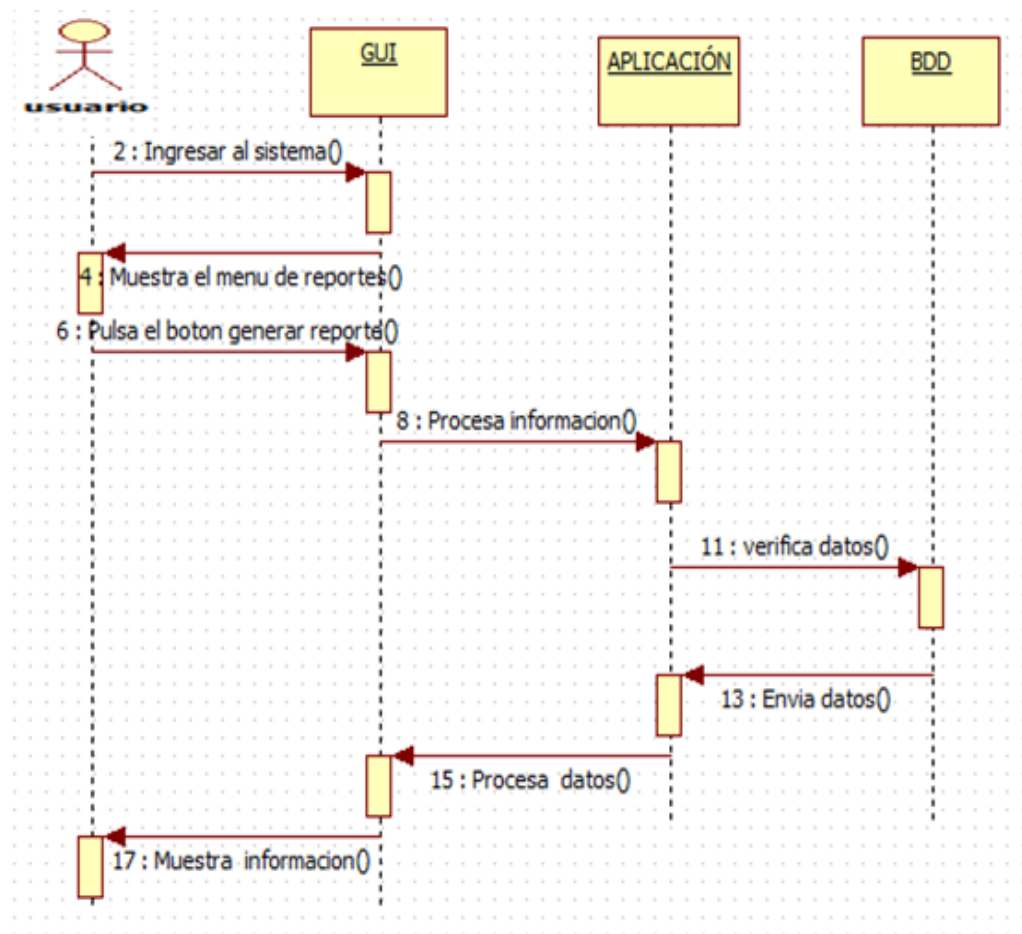 usuario
GUI
APLICACIÓN
BDD
2 : Ingresar al sistema()
4 : Muestra el menu de reportes()
6 : Pulsa el boton generar reporte()
8 : Procesa informacion()
11 : verifica datos()
13 : Envia datos()
15 : Procesa datos()
17 : Muestra informacion()